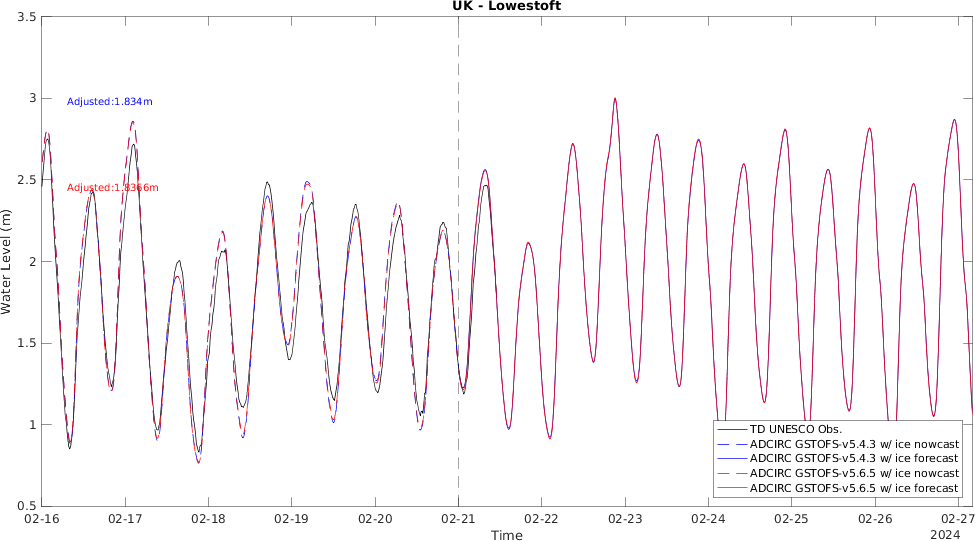 UK - Lowestoft
3.5
3
2.5
2
1.5
1
0.5
Water Level (m)
Adjusted:1.834m
Adjusted:1.8366m
TD UNESCO Obs.
ADCIRC GSTOFS-v5.4.3 w/ ice nowcast
ADCIRC GSTOFS-v5.4.3 w/ ice forecast
ADCIRC GSTOFS-v5.6.5 w/ ice nowcast
ADCIRC GSTOFS-v5.6.5 w/ ice forecast
02-16 02-17 02-18 02-19 02-20 02-21 02-22 02-23 02-24 02-25 02-26 02-27
Time
2024